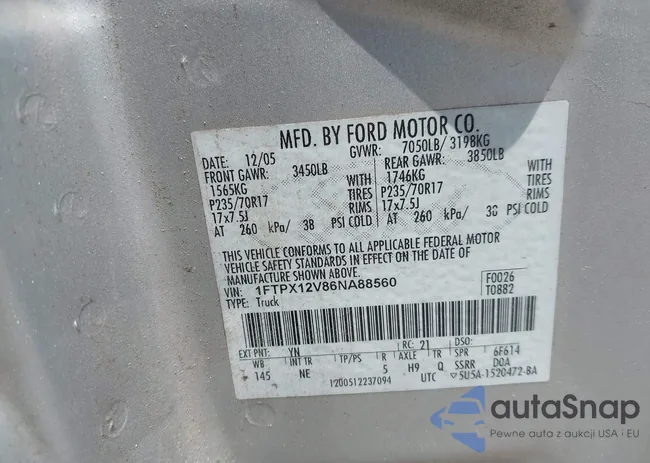 MFD. BY FORD MOTOR CO.
DATE: 12/05 GVWR: 7050LB/ 3198KG
FRONT GAWR: 3450LB REAR GAWR: 3850LB
1565KG WITH 1746KG WITH
P235/70R17 TIRES P235/70R17 TIRES
17x7.5J RIMS 17x7.5J RIMS
AT 260 kPa/ 38 PSI COLD AT 260 kPa/ 38 PSI COLD
THIS VEHICLE CONFORMS TO ALL APPLICABLE FEDERAL MOTOR
VEHICLE SAFETY STANDARDS IN EFFECT ON THE DATE OF
MANUFACTURE SHOWN ABOVE.
VIN: 1FTPX12V86NA88560 F0026
TYPE: Truck T0882
EXT PNT: YN RC: 21 DSO:
WB INT TR TP/PS R AXLE TR SPR 6F614
145 NE 5 H9 Q SSRR DOA
1200512237094 UTC 5U5A-1520472-BA
autaSnap
Pewne auta z aukcji USA i EU